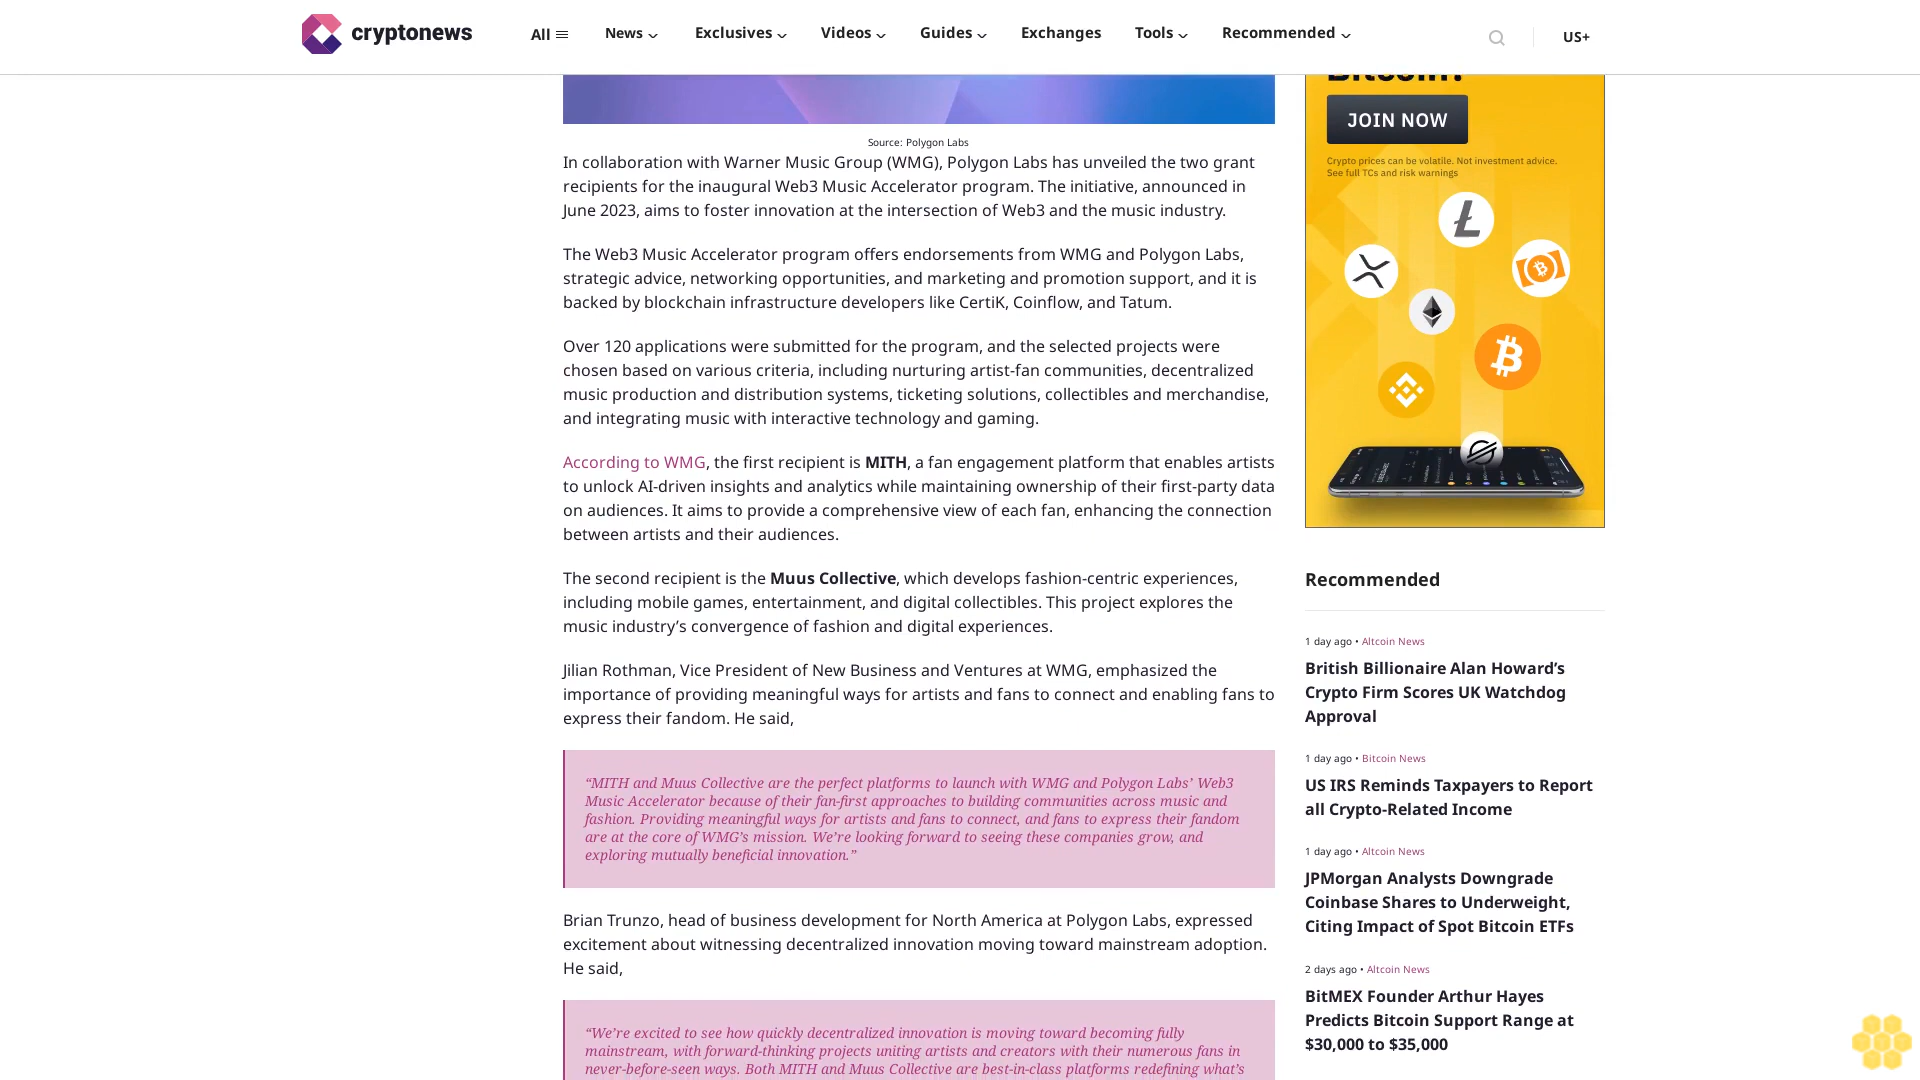 cryptonews
All
News
Exclusives
Videos
Guides
Exchanges
Tools
Recommended
US+
Source: Polygon Labs
In collaboration with Warner Music Group (WMG), Polygon Labs has unveiled the two grant
recipients for the inaugural Web3 Music Accelerator program. The initiative, announced in
June 2023, aims to foster innovation at the intersection of Web3 and the music industry.
The Web3 Music Accelerator program offers endorsements from WMG and Polygon Labs,
strategic advice, networking opportunities, and marketing and promotion support, and it is
backed by blockchain infrastructure developers like CertiK, Coinflow, and Tatum.
Over 120 applications were submitted for the program, and the selected projects were
chosen based on various criteria, including nurturing artist-fan communities, decentralized
music production and distribution systems, ticketing solutions, collectibles and merchandise,
and integrating music with interactive technology and gaming.
According to WMG, the first recipient is MITH, a fan engagement platform that enables artists
to unlock AI-driven insights and analytics while maintaining ownership of their first-party data
on audiences. It aims to provide a comprehensive view of each fan, enhancing the connection
between artists and their audiences.
The second recipient is the Muus Collective, which develops fashion-centric experiences,
including mobile games, entertainment, and digital collectibles. This project explores the
music industry’s convergence of fashion and digital experiences.
Jilian Rothman, Vice President of New Business and Ventures at WMG, emphasized the
importance of providing meaningful ways for artists and fans to connect and enabling fans to
express their fandom. He said,
“MITH and Muus Collective are the perfect platforms to launch with WMG and Polygon Labs’ Web3
Music Accelerator because of their fan-first approaches to building communities across music and
fashion. Providing meaningful ways for artists and fans to connect, and fans to express their fandom
are at the core of WMG’s mission. We’re looking forward to seeing these companies grow, and
exploring mutually beneficial innovation.”
Brian Trunzo, head of business development for North America at Polygon Labs, expressed
excitement about witnessing decentralized innovation moving toward mainstream adoption.
He said,
“We’re excited to see how quickly decentralized innovation is moving toward becoming fully
mainstream, with forward-thinking projects uniting artists and creators with their numerous fans in
never-before-seen ways. Both MITH and Muus Collective are best-in-class platforms redefining what’s
Bitcoin?
JOIN NOW
Crypto prices can be volatile. Not investment advice.
See full TCs and risk warnings
Recommended
1 day ago • Altcoin News
British Billionaire Alan Howard’s
Crypto Firm Scores UK Watchdog
Approval
1 day ago • Bitcoin News
US IRS Reminds Taxpayers to Report
all Crypto-Related Income
1 day ago • Altcoin News
JPMorgan Analysts Downgrade
Coinbase Shares to Underweight,
Citing Impact of Spot Bitcoin ETFs
2 days ago • Altcoin News
BitMEX Founder Arthur Hayes
Predicts Bitcoin Support Range at
$30,000 to $35,000